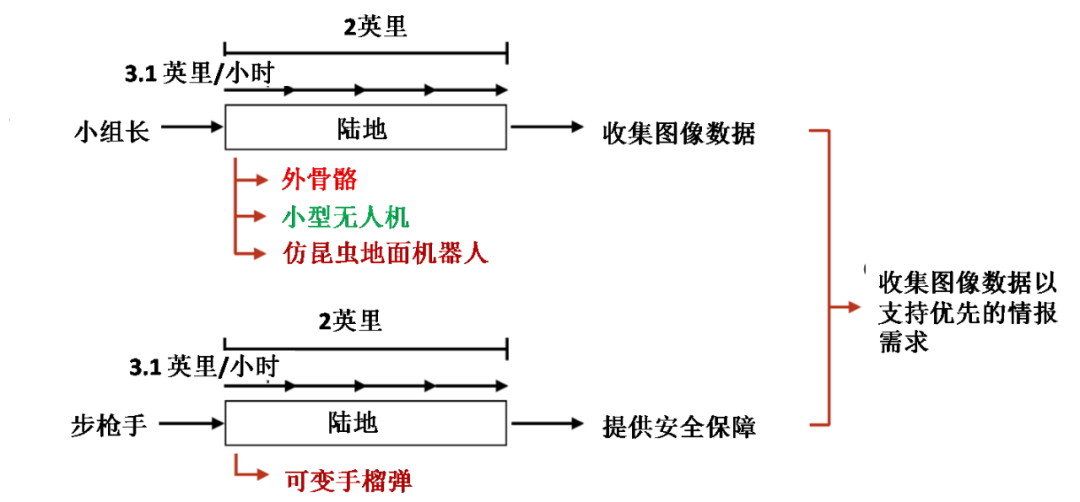 2英里
3.1 英里/小时
小组长
陆地
收集图像数据
外骨骼
小型无人机
仿昆虫地面机器人
收集图像数据以
支持优先的情报
需求
2英里
3.1 英里/小时
步枪手
陆地
提供安全保障
可变手榴弹